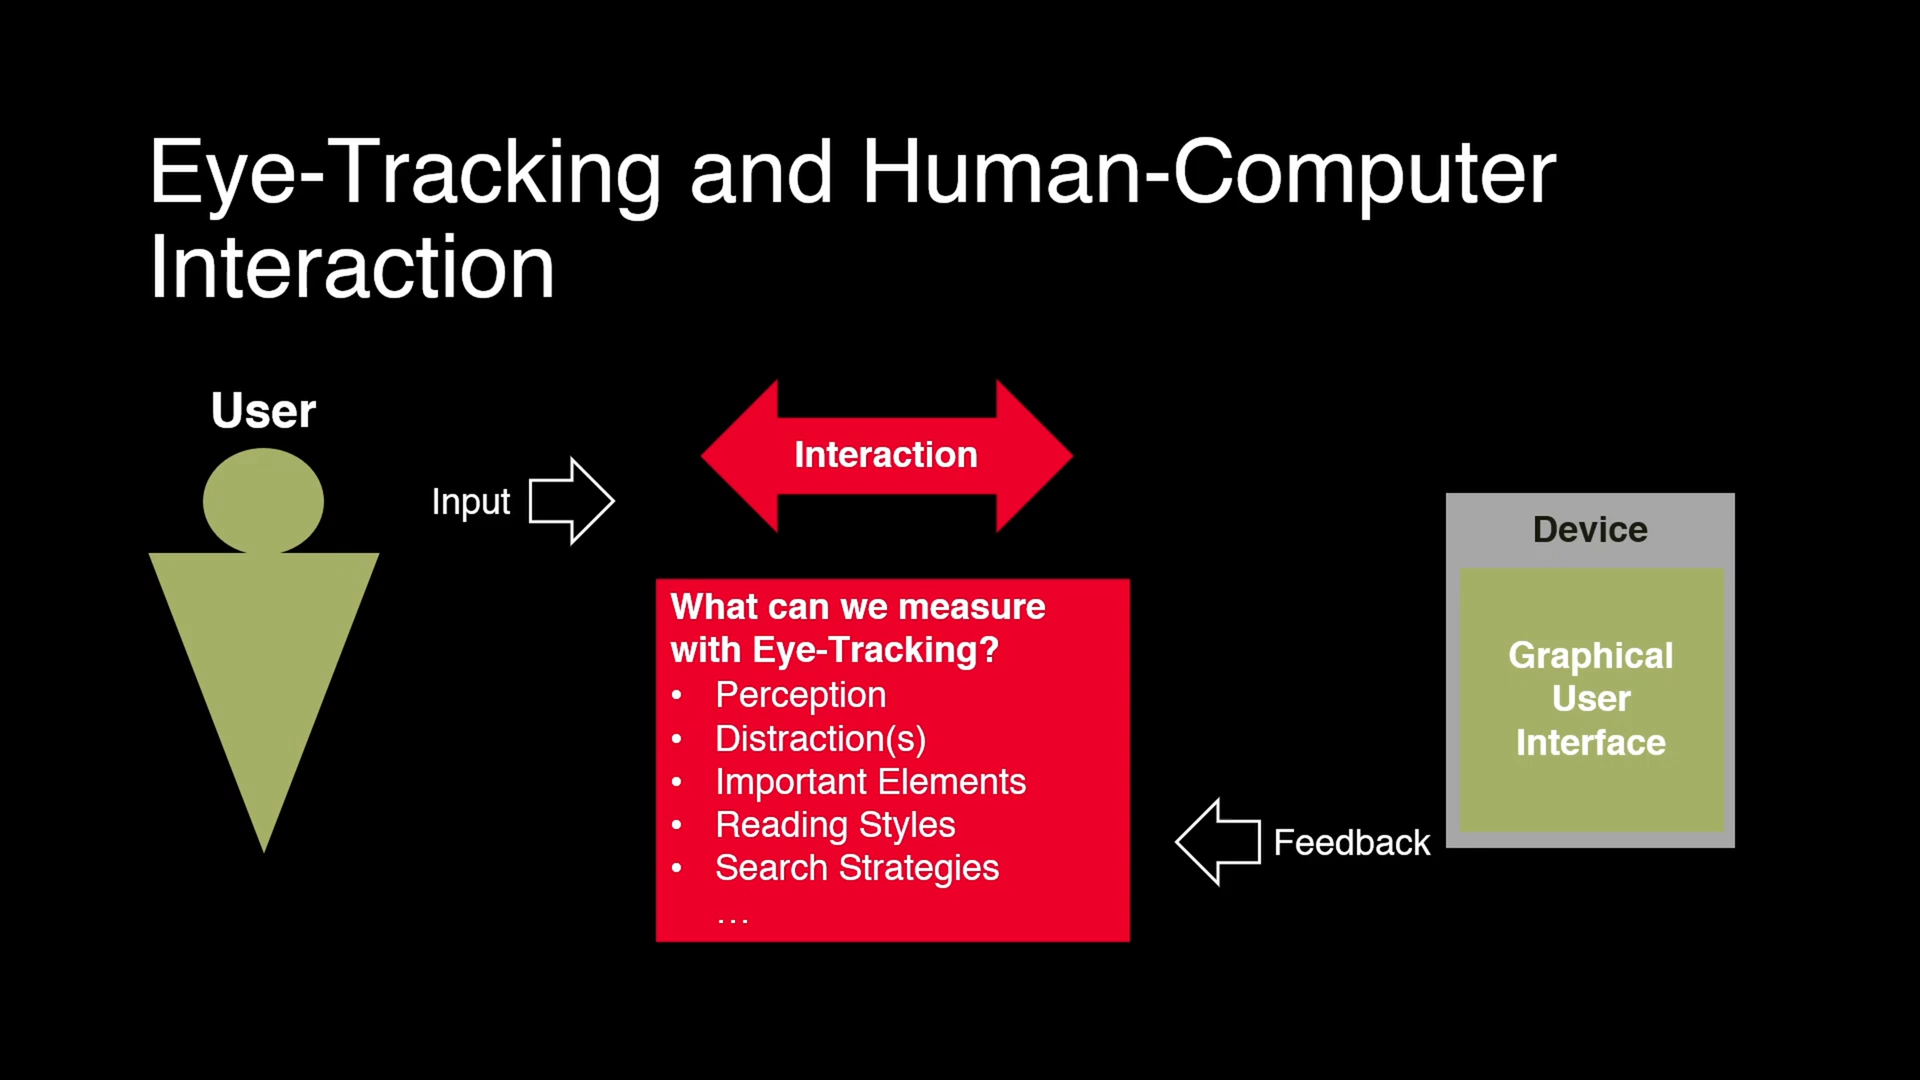 Eye-Tracking and Human-Computer
Interaction
User
Input
Interaction
What can we measure
with Eye-Tracking?
• Perception
• Distraction(s)
• Important Elements
• Reading Styles
• Search Strategies
…
Feedback
Device
Graphical
User
Interface